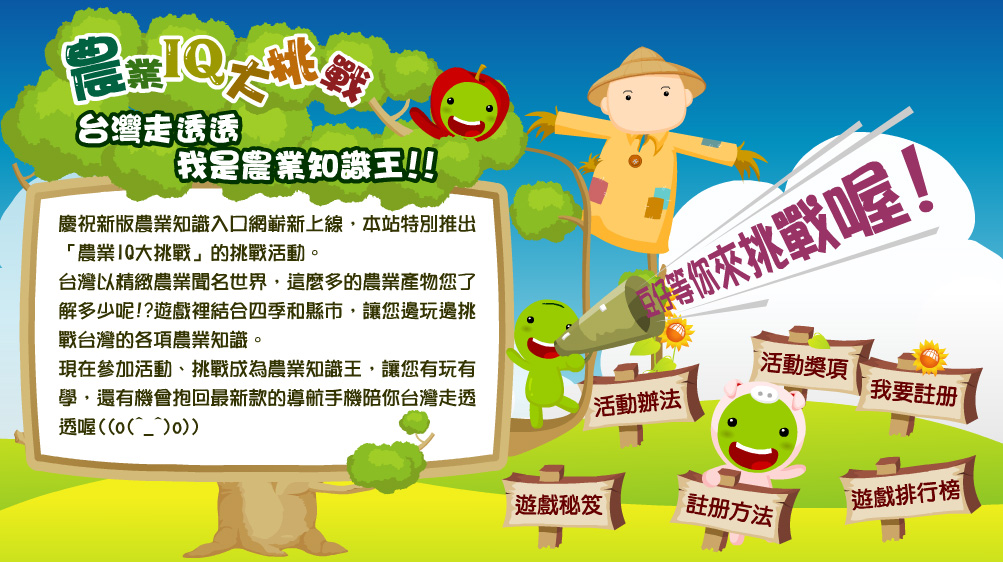 農業IQ大挑戰
台灣走透透
我是農業知識王!!
慶祝新版農業知識入口網嶄新上線，本站特別推出
「農業IQ大挑戰」的挑戰活動。
台灣以精緻農業聞名世界，這麼多的農業產物您了
解多少呢!?遊戲裡結合四季和縣市，讓您邊玩邊挑
戰台灣的各項農業知識。
現在參加活動、挑戰成為農業知識王，讓您有玩有
學，還有機會抱回最新款的導航手機陪你台灣走透
透喔((o(^_^)o))
豆仔等你來挑戰喔！
活動辦法
活動獎項
我要註册
遊戲秘笈
註册方法
遊戲排行榜